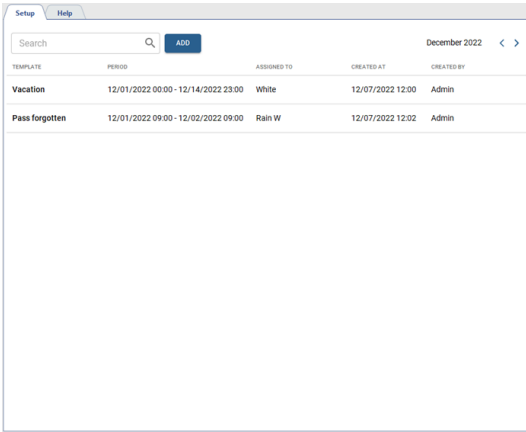 Setup Help
Search ADD December 2022
TEMPLATE PERIOD ASSIGNED TO CREATED AT CREATED BY
Vacation 12/01/2022 00:00 - 12/14/2022 23:00 White 12/07/2022 12:00 Admin
Pass forgotten 12/01/2022 09:00 - 12/02/2022 09:00 Rain W 12/07/2022 12:02 Admin